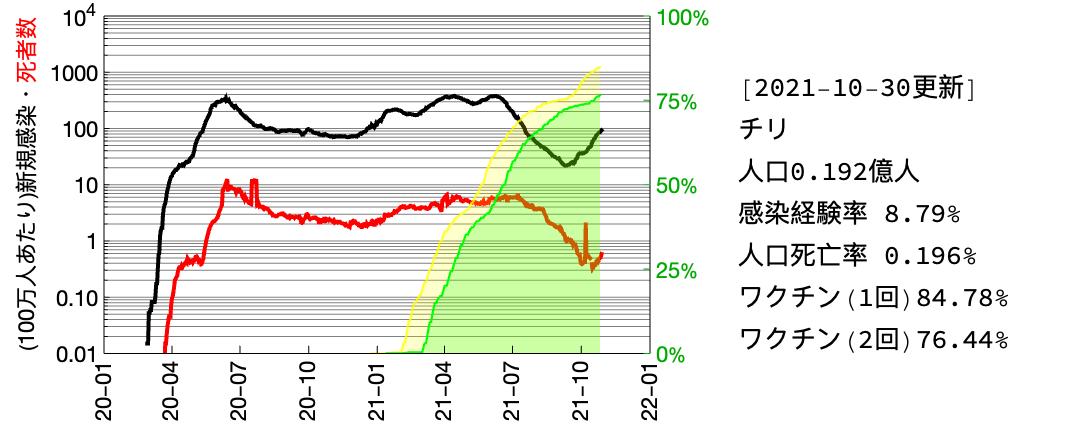 (100万人あたり)新規感染・死者数
10^4
1000
100
10
1
0.10
0.01
100%
75%
50%
25%
0%
20-01
20-04
20-07
20-10
21-01
21-04
21-07
21-10
22-01
[2021-10-30更新]
チリ
人口0.192億人
感染経験率 8.79%
人口死亡率 0.196%
ワクチン(1回)84.78%
ワクチン(2回)76.44%